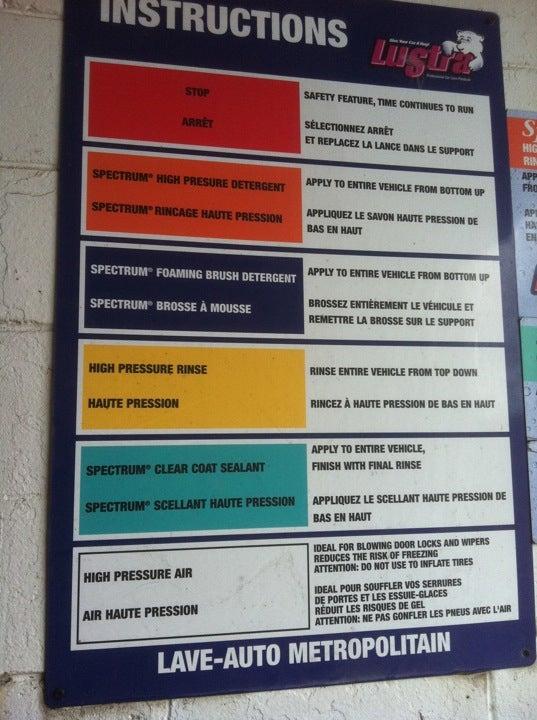 INSTRUCTIONS
Give Your Car A Hug!
Lustra
Professional Car Care Products
STOP
ARRÊT
SAFETY FEATURE, TIME CONTINUES TO RUN
SÉLECTIONNEZ ARRÊT
ET REPLACEZ LA LANCE DANS LE SUPPORT
SPECTRUM® HIGH PRESURE DETERGENT
SPECTRUM® RINCAGE HAUTE PRESSION
APPLY TO ENTIRE VEHICLE FROM BOTTOM UP
APPLIQUEZ LE SAVON HAUTE PRESSION DE
BAS EN HAUT
SPECTRUM® FOAMING BRUSH DETERGENT
SPECTRUM® BROSSE À MOUSSE
APPLY TO ENTIRE VEHICLE FROM BOTTOM UP
BROSSEZ ENTIÈREMENT LE VÉHICULE ET
REMETTRE LA BROSSE SUR LE SUPPORT
HIGH PRESSURE RINSE
HAUTE PRESSION
RINSE ENTIRE VEHICLE FROM TOP DOWN
RINCEZ À HAUTE PRESSION DE BAS EN HAUT
SPECTRUM® CLEAR COAT SEALANT
SPECTRUM® SCELLANT HAUTE PRESSION
APPLY TO ENTIRE VEHICLE,
FINISH WITH FINAL RINSE
APPLIQUEZ LE SCELLANT HAUTE PRESSION DE
BAS EN HAUT
HIGH PRESSURE AIR
AIR HAUTE PRESSION
IDEAL FOR BLOWING DOOR LOCKS AND WIPERS
REDUCES THE RISK OF FREEZING
ATTENTION: DO NOT USE TO INFLATE TIRES
IDEAL POUR SOUFFLER VOS SERRURES
DE PORTES ET LES ESSUIE-GLACES
RÉDUIT LES RISQUES DE GEL
ATTENTION: NE PAS GONFLER LES PNEUS AVEC L'AIR
LAVE-AUTO METROPOLITAIN